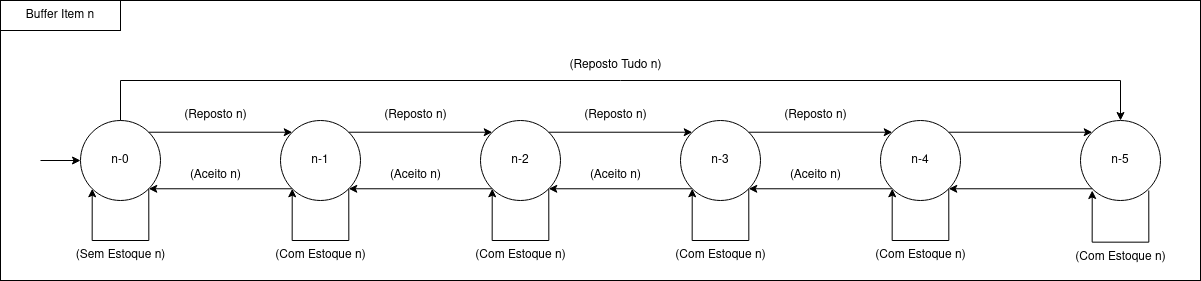 Buffer Item n
(Reposto Tudo n)
(Reposto n) (Reposto n) (Reposto n) (Reposto n)
n-0 n-1 n-2 n-3 n-4 n-5
(Aceito n) (Aceito n) (Aceito n) (Aceito n)
(Sem Estoque n) (Com Estoque n) (Com Estoque n) (Com Estoque n) (Com Estoque n) (Com Estoque n)